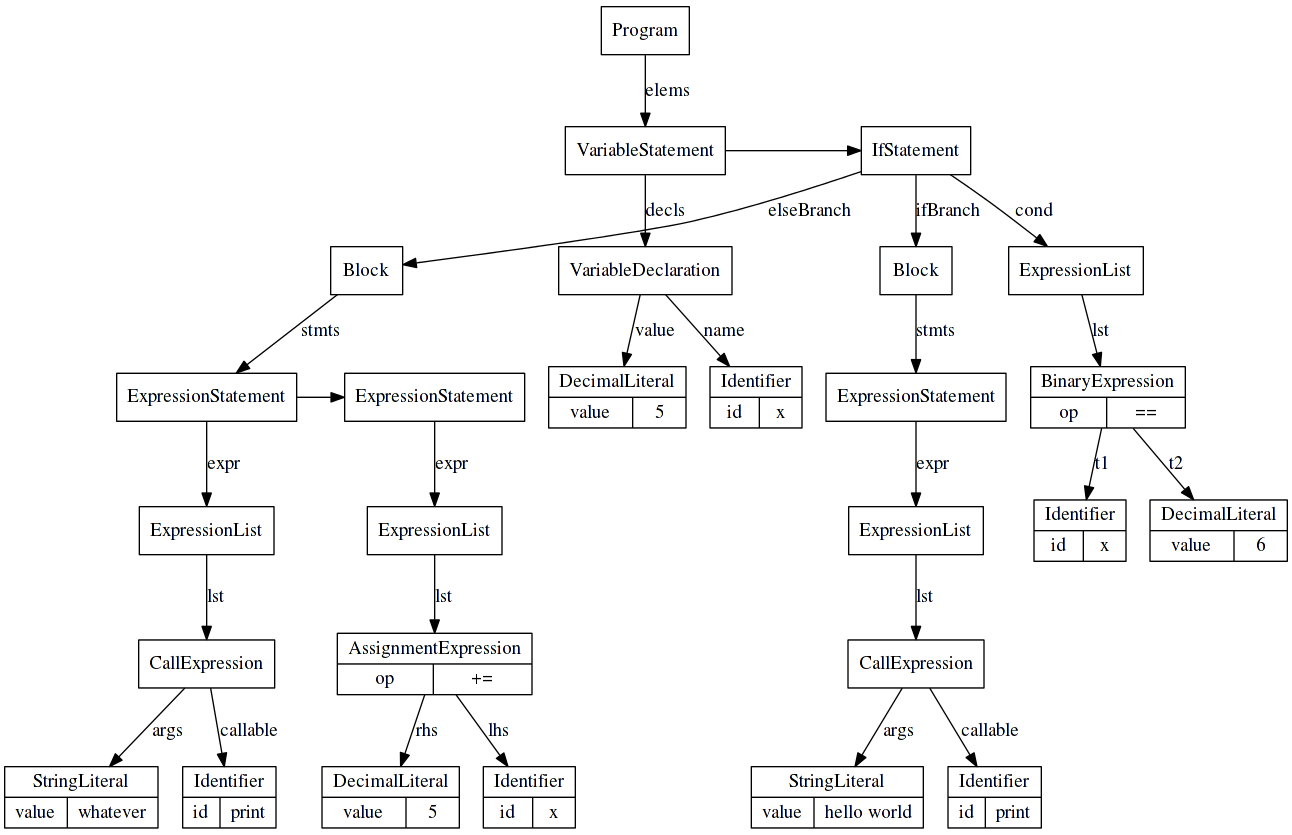 Program
elems
VariableStatement
IfStatement
elseBranch
decls
ifBranch
cond
Block
VariableDeclaration
Block
ExpressionList
stmts
value
name
stmts
lst
ExpressionStatement
ExpressionStatement
DecimalLiteral
value 5
Identifier
id x
ExpressionStatement
BinaryExpression
op ==
expr
expr
expr
t1
t2
ExpressionList
ExpressionList
ExpressionList
Identifier
id x
DecimalLiteral
value 6
lst
lst
lst
CallExpression
AssignmentExpression
op +=
CallExpression
args
callable
rhs
lhs
args
callable
StringLiteral
value whatever
Identifier
id print
DecimalLiteral
value 5
Identifier
id x
StringLiteral
value hello world
Identifier
id print